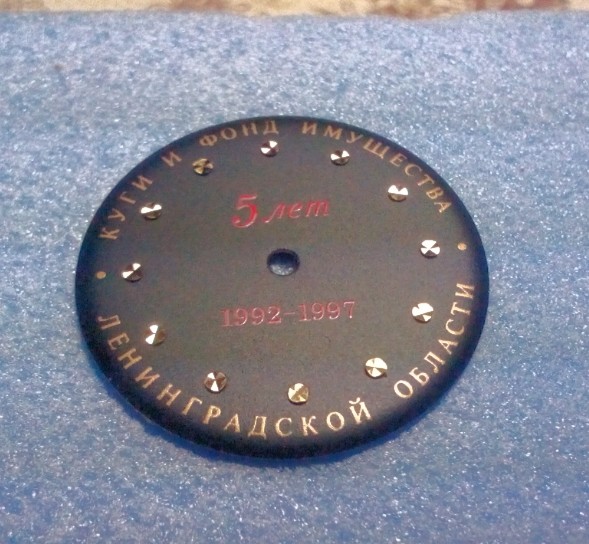 КУГИ И ФОНД ИМУЩЕСТВА
5 лет
1992-1997
ЛЕНИНГРАДСКОЙ ОБЛАСТИ